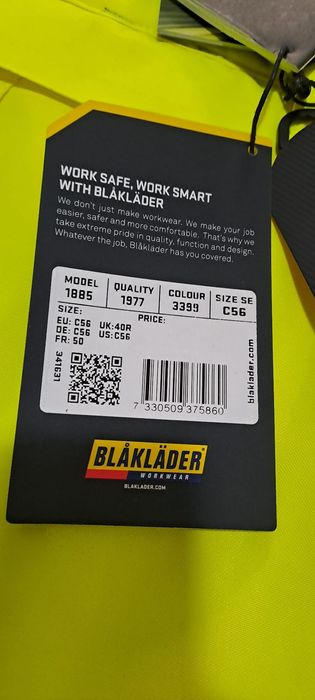 WORK SAFE, WORK SMART
WITH BLÅKLÄDER
We don't just make workwear. We make your job
easier, safer and more comfortable. That's why we
take extreme pride in quality, function and design.
Whatever the job, Blåkläder has you covered.
MODEL QUALITY COLOUR SIZE SE
1885 1977 3399 C56
SIZE: PRICE:
EU: C56 UK:40R
DE: C56 US:C56
FR: 50
341631
7 330509 375860
blaklader.com
BLÅKLÄDER
WORKWEAR
BLAKLADER.COM